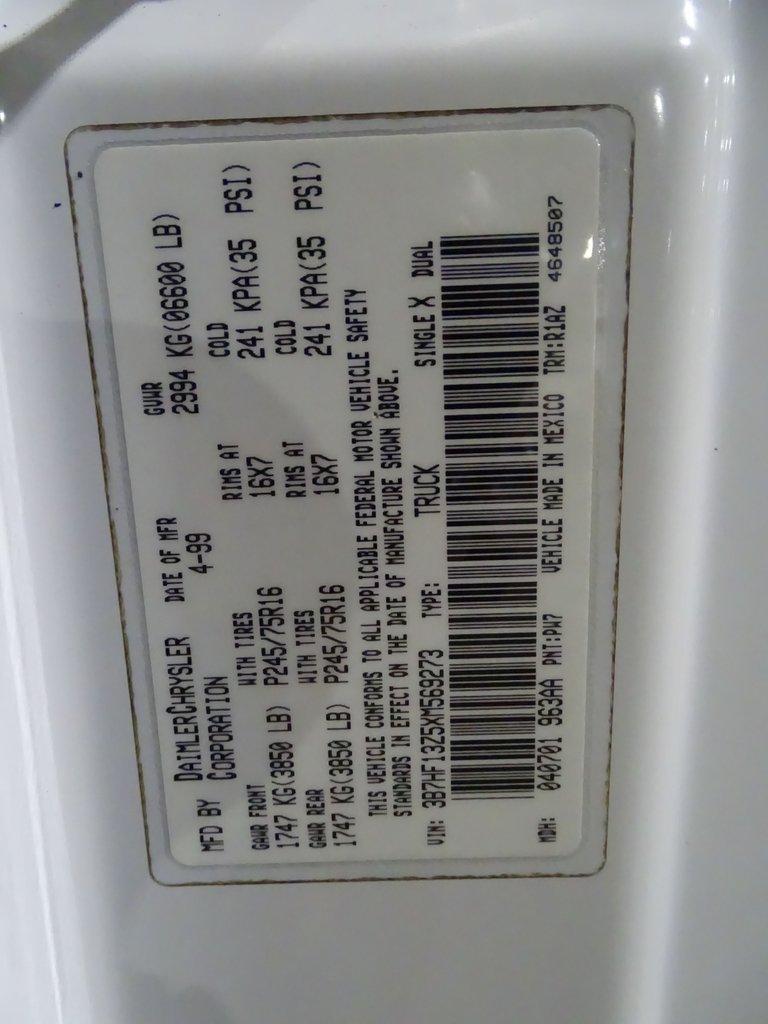 MFD BY DAIMLERCHRYSLER CORPORATION DATE OF MFR 4-99 GVWR 2994 KG(06600 LB)
GAWR FRONT WITH TIRES RIMS AT COLD
1747 KG(3850 LB) P245/75R16 16X7 241 KPA(35 PSI)
GAWR REAR WITH TIRES RIMS AT COLD
1747 KG(3850 LB) P245/75R16 16X7 241 KPA(35 PSI)
THIS VEHICLE CONFORMS TO ALL APPLICABLE FEDERAL MOTOR VEHICLE SAFETY
STANDARDS IN EFFECT ON THE DATE OF MANUFACTURE SHOWN ABOVE.
VIN: 3B7HF13Z5XM569273 TYPE: TRUCK SINGLE X DUAL
MDH: 040701 963AA PNT:PW7 VEHICLE MADE IN MEXICO TRM:R1AZ 4648507